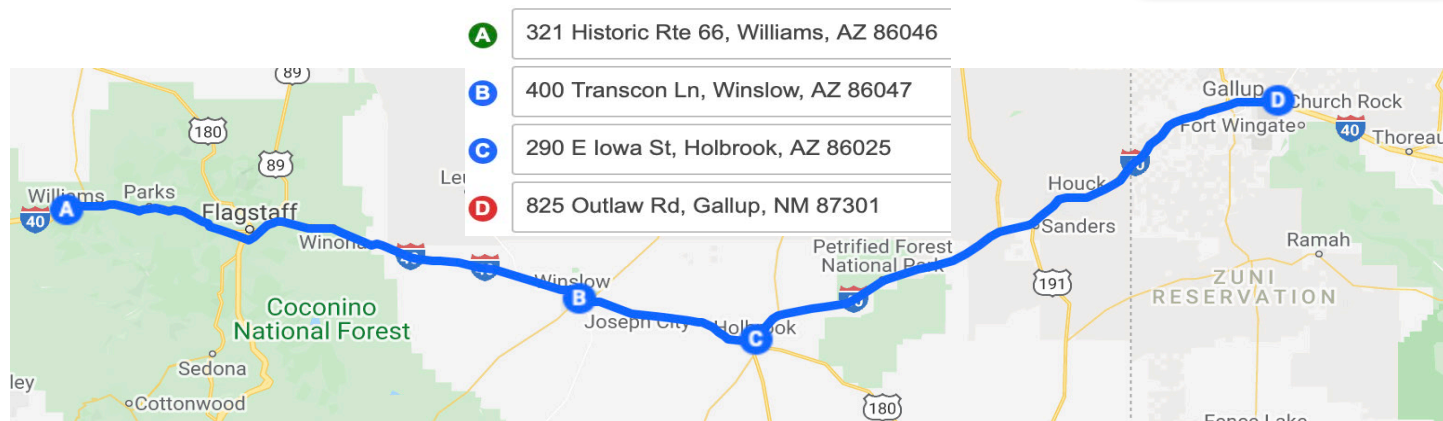 A 321 Historic Rte 66, Williams, AZ 86046
B 400 Transcon Ln, Winslow, AZ 86047
C 290 E Iowa St, Holbrook, AZ 86025
D 825 Outlaw Rd, Gallup, NM 87301
89
180
89
Williams
Parks
A
40
Flagstaff
Winona
Winslow
B
Joseph City
Holbrook
C
Coconino
National Forest
Sedona
Cottonwood
ley
180
Petrified Forest
National Park
Houck
Sanders
191
Gallup
D
Church Rock
Fort Wingate
40
Thoreau
Ramah
ZUNI
RESERVATION